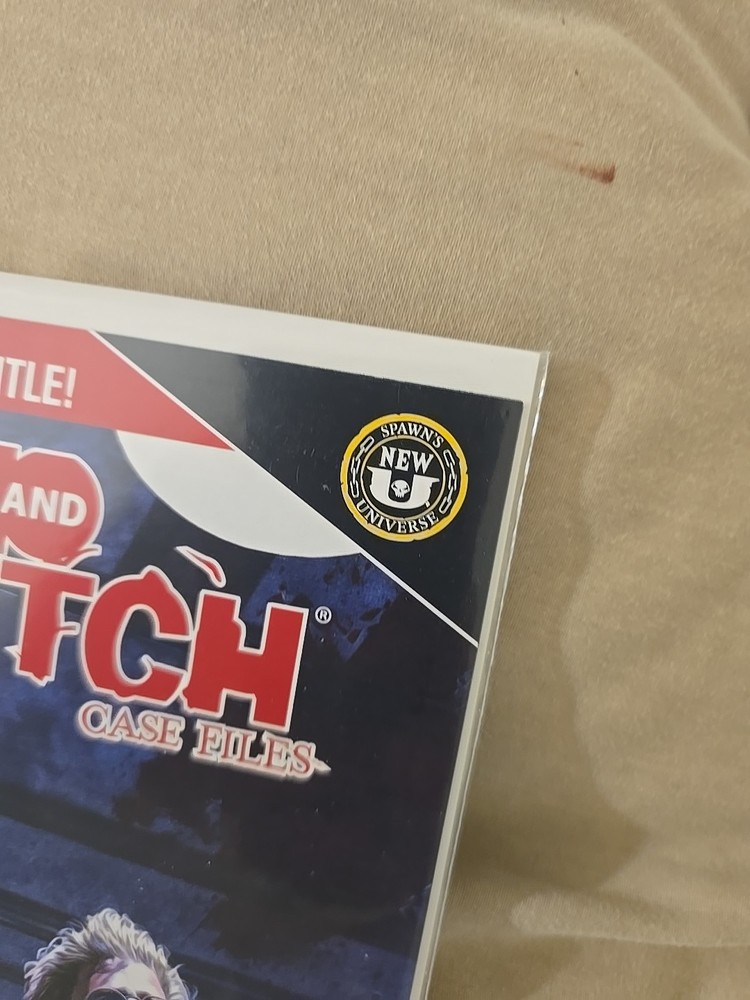 TLE!
SPAWN'S
NEW
U
UNIVERSE
AND
TCH®
CASE FILES